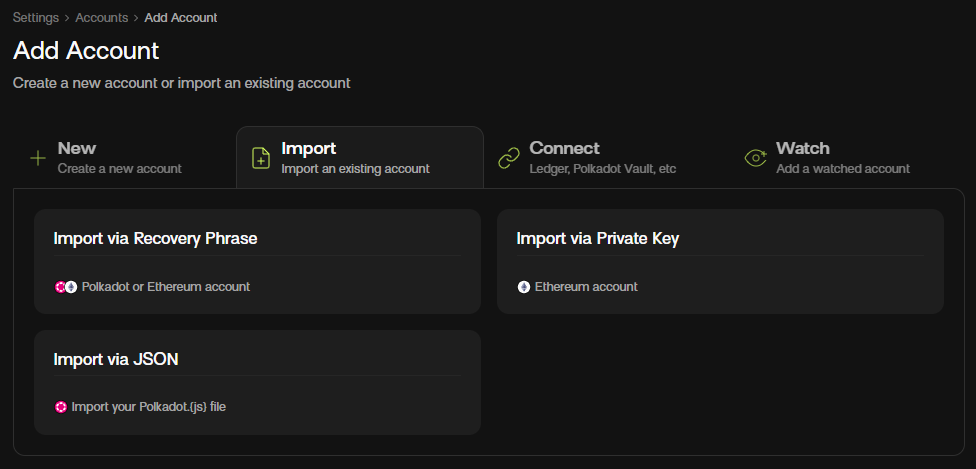 Settings > Accounts > Add Account
Add Account
Create a new account or import an existing account
New
Create a new account
Import
Import an existing account
Connect
Ledger, Polkadot Vault, etc
Watch
Add a watched account
Import via Recovery Phrase
Polkadot or Ethereum account
Import via Private Key
Ethereum account
Import via JSON
Import your Polkadot.{js} file